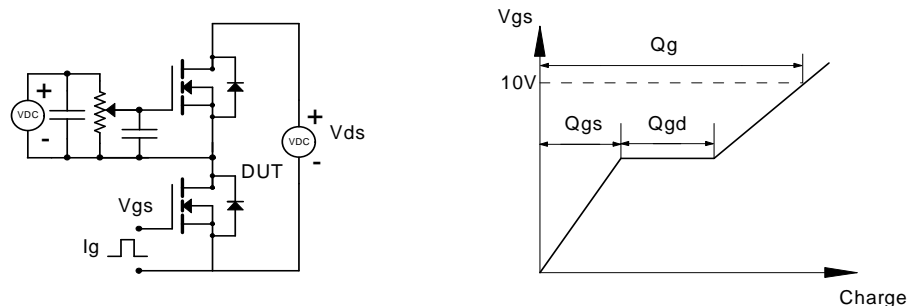 +
VDC
-
+
VDC
-
Vds
DUT
Vgs
Ig
Vgs
Qg
10V
Qgs
Qgd
Charge